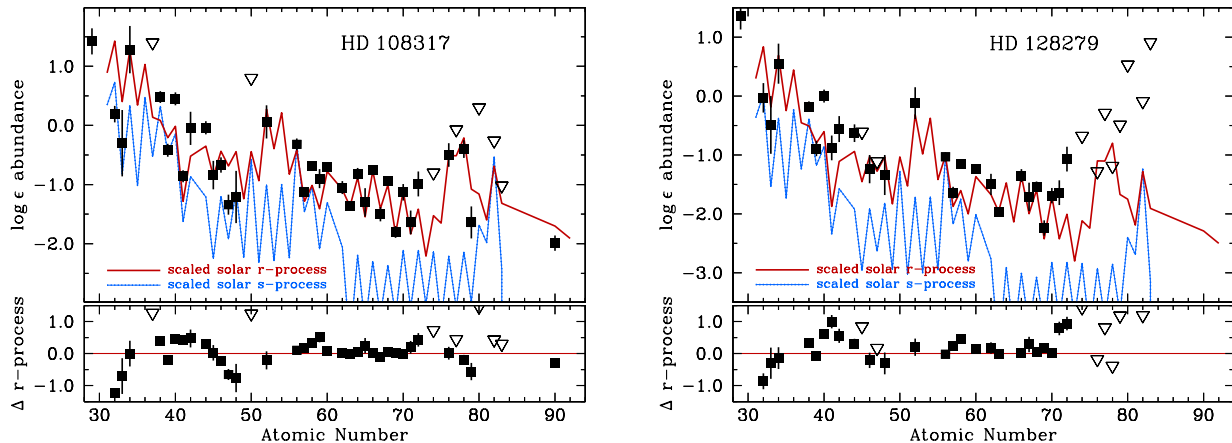 HD 108317
log ϵ abundance
1.0
0.0
−1.0
−2.0
scaled solar r−process
scaled solar s−process
Δ r−process
1.0
0.0
−1.0
30 40 50 60 70 80 90
Atomic Number
HD 128279
log ϵ abundance
1.0
0.0
−1.0
−2.0
−3.0
scaled solar r−process
scaled solar s−process
Δ r−process
1.0
0.0
−1.0
30 40 50 60 70 80 90
Atomic Number